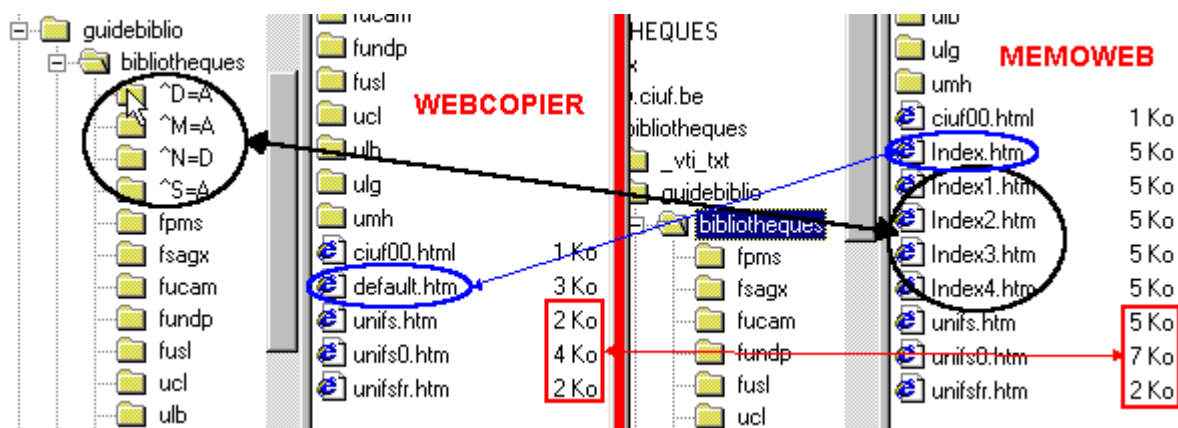 guidebiblio
bibliotheques
^D=A
^M=A
^N=D
^S=A
fpms
fsagx
fucam
fundp
fusl
ucl
ulb
fucam
fundp
fusl
ucl
ulb
ulg
umh
ciuf00.html 1 Ko
default.htm 3 Ko
unifs.htm 2 Ko
unifs0.htm 4 Ko
unifsfr.htm 2 Ko
WEBCOPIER
HEQUES
x
.ciuf.be
bibliotheques
_vti_txt
guidebiblio
bibliotheques
fpms
fsagx
fucam
fundp
fusl
ucl
ulb
ulg
umh
MEMOWEB
ciuf00.html 1 Ko
Index.htm 5 Ko
Index1.htm 5 Ko
Index2.htm 5 Ko
Index3.htm 5 Ko
Index4.htm 5 Ko
unifs.htm 5 Ko
unifs0.htm 7 Ko
unifsfr.htm 2 Ko